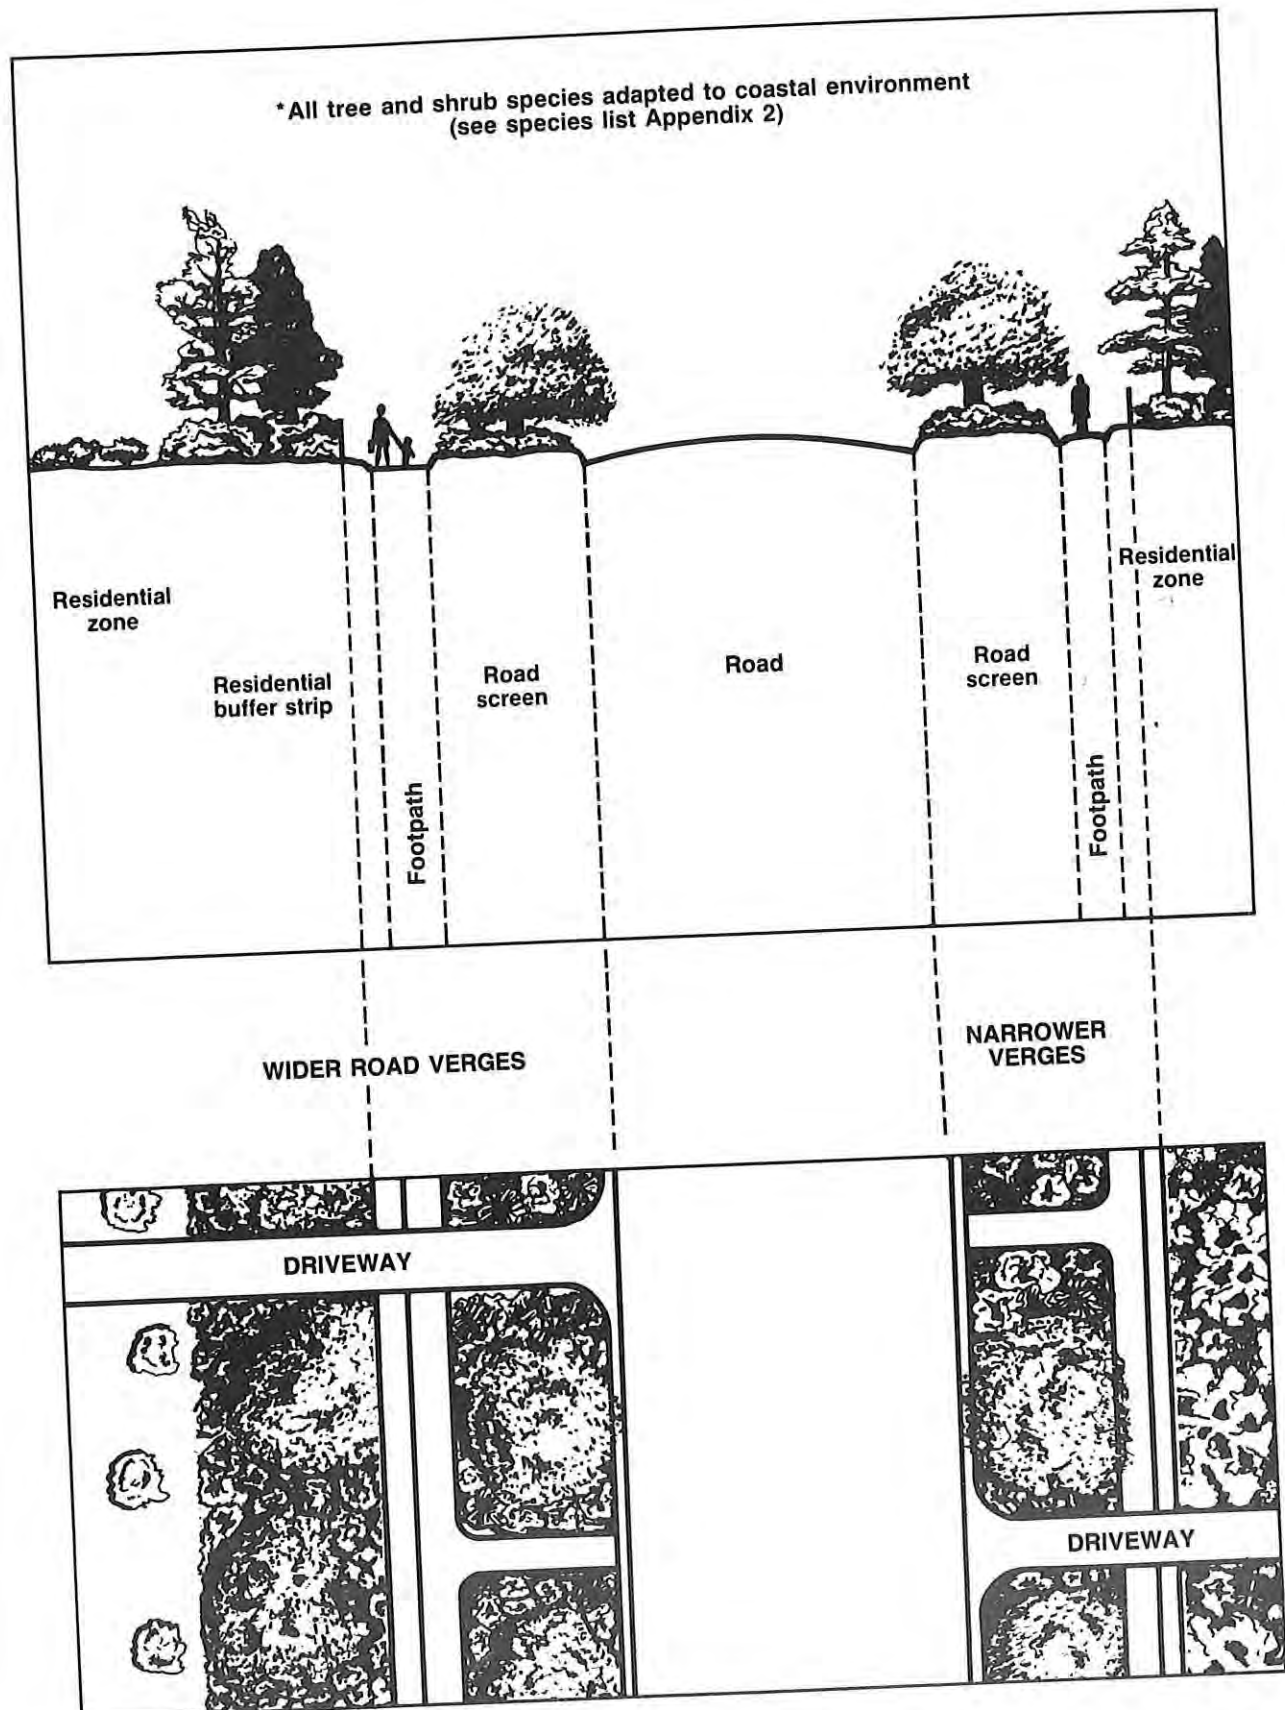 *All tree and shrub species adapted to coastal environment
(see species list Appendix 2)
Residential
zone
Residential
buffer strip
Footpath
Road
screen
Road
Road
screen
Footpath
Residential
zone
WIDER ROAD VERGES
NARROWER
VERGES
DRIVEWAY
DRIVEWAY